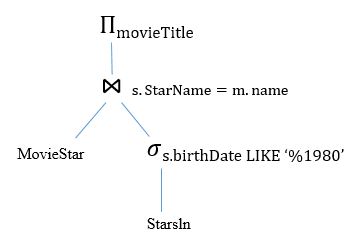 Π movieTitle
⋈ s.StarName = m.name
MovieStar
σ s.birthDate LIKE ‘%1980’
StarsIn